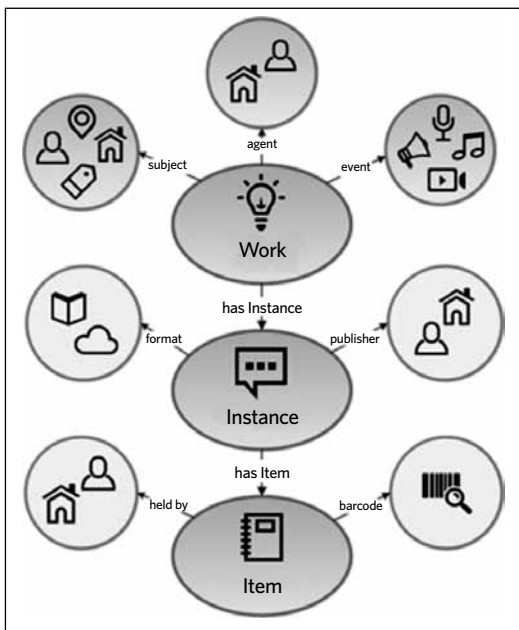 agent
subject
event
Work
has Instance
format
publisher
Instance
has Item
held by
barcode
Item